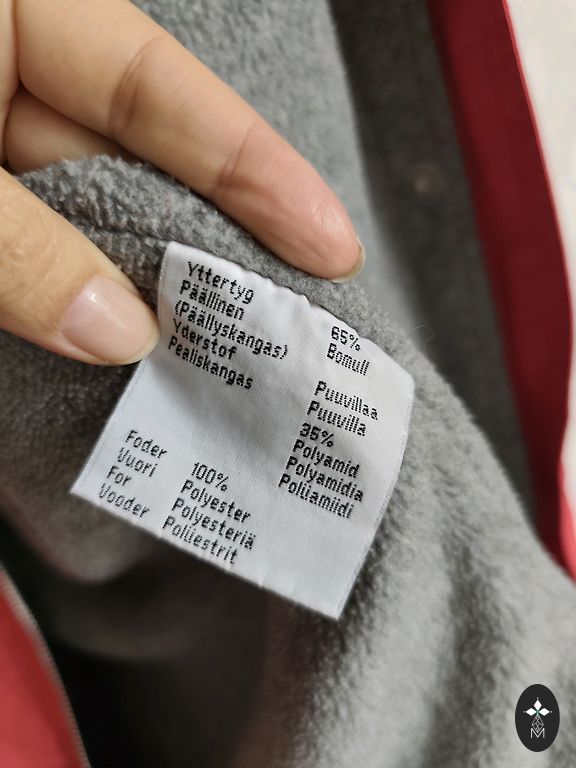 Yttertyg
Päällinen
(Päällyskangas)
Yderstof
Pealiskangas
65%
Bomull
Puuvillaa
Puuvilla
35%
Polyamid
Polyamidia
Polüamiidi
Foder
Vuori
For
Vooder
100%
Polyester
Polyesteriä
Polüestrit